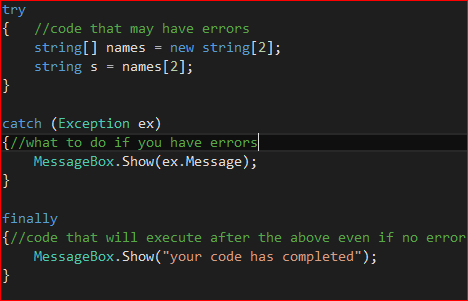 try
{   //code that may have errors
    string[] names = new string[2];
    string s = names[2];
}
catch (Exception ex)
{//what to do if you have errors
    MessageBox.Show(ex.Message);
}
finally
{//code that will execute after the above even if no error
    MessageBox.Show("your code has completed");
}